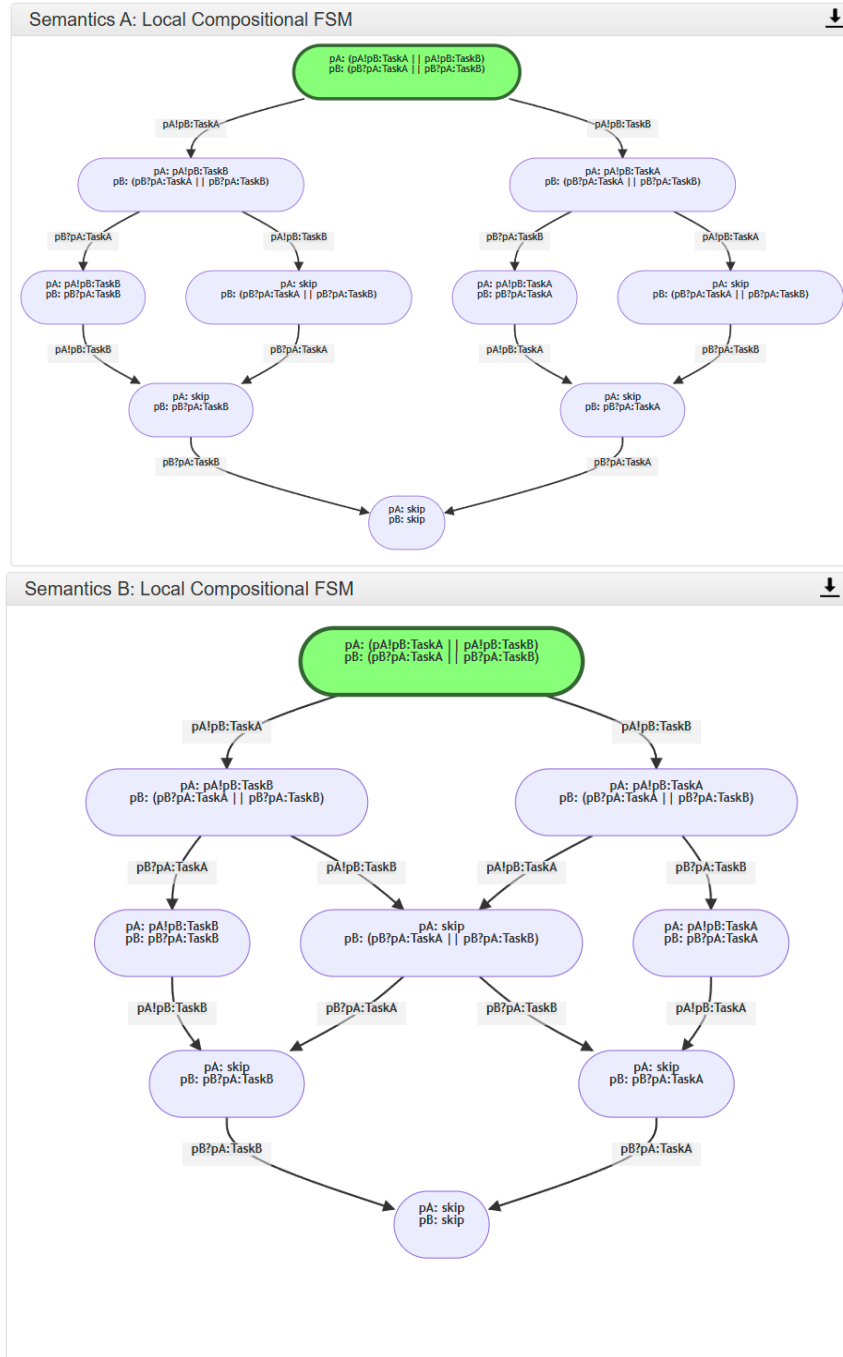 Semantics A: Local Compositional FSM
pA: (pA!pB:TaskA || pA!pB:TaskB)
pB: (pB?pA:TaskA || pB?pA:TaskB)
pA!pB:TaskA
pA!pB:TaskB
pA: pA!pB:TaskB
pB: (pB?pA:TaskA || pB?pA:TaskB)
pA: pA!pB:TaskA
pB: (pB?pA:TaskA || pB?pA:TaskB)
pB?pA:TaskA
pA!pB:TaskB
pB?pA:TaskB
pA!pB:TaskA
pA: pA!pB:TaskB
pB: pB?pA:TaskB
pA: skip
pB: (pB?pA:TaskA || pB?pA:TaskB)
pA: pA!pB:TaskA
pB: pB?pA:TaskA
pA: skip
pB: (pB?pA:TaskA || pB?pA:TaskB)
pA!pB:TaskB
pB?pA:TaskA
pA!pB:TaskA
pB?pA:TaskB
pA: skip
pB: pB?pA:TaskB
pA: skip
pB: pB?pA:TaskA
pB?pA:TaskB
pB?pA:TaskA
pA: skip
pB: skip
Semantics B: Local Compositional FSM
pA: (pA!pB:TaskA || pA!pB:TaskB)
pB: (pB?pA:TaskA || pB?pA:TaskB)
pA!pB:TaskA
pA!pB:TaskB
pA: pA!pB:TaskB
pB: (pB?pA:TaskA || pB?pA:TaskB)
pA: pA!pB:TaskA
pB: (pB?pA:TaskA || pB?pA:TaskB)
pB?pA:TaskA
pA!pB:TaskB
pA!pB:TaskA
pB?pA:TaskB
pA: pA!pB:TaskB
pB: pB?pA:TaskB
pA: skip
pB: (pB?pA:TaskA || pB?pA:TaskB)
pA: pA!pB:TaskA
pB: pB?pA:TaskA
pA!pB:TaskB
pB?pA:TaskA
pB?pA:TaskB
pA!pB:TaskA
pA: skip
pB: pB?pA:TaskB
pA: skip
pB: pB?pA:TaskA
pB?pA:TaskB
pB?pA:TaskA
pA: skip
pB: skip